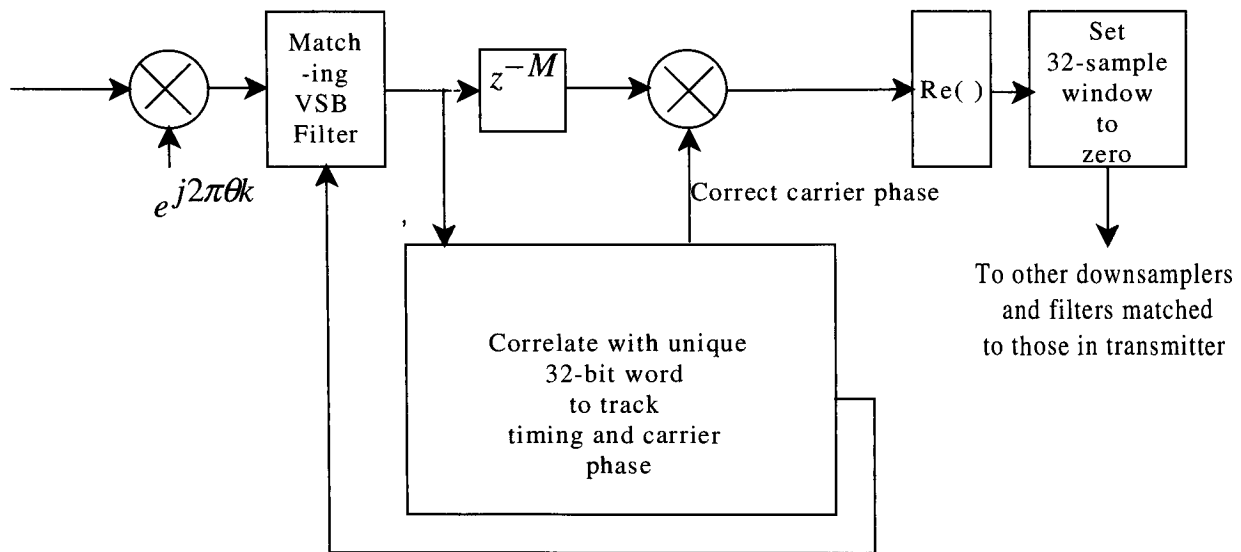 Match
-ing
VSB
Filter
z^{-M}
Re( )
Set
32-sample
window
to
zero
e^{j2πθk}
Correct carrier phase
,
To other downsamplers
and filters matched
to those in transmitter
Correlate with unique
32-bit word
to track
timing and carrier
phase